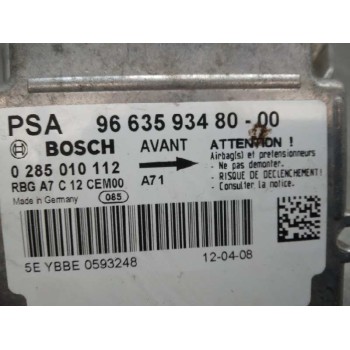 PSA 96 635 934 80 - 00
BOSCH AVANT ATTENTION !
Airbag(s) et pretensionneurs
0 285 010 112 - Ne pas démonter.
RBG A7 C 12 CEM00 A71 - RISQUE DE DECLENCHEMENT!
- Consulter la notice.
Made in Germany 085
5E YBBE 0593248 12-04-08